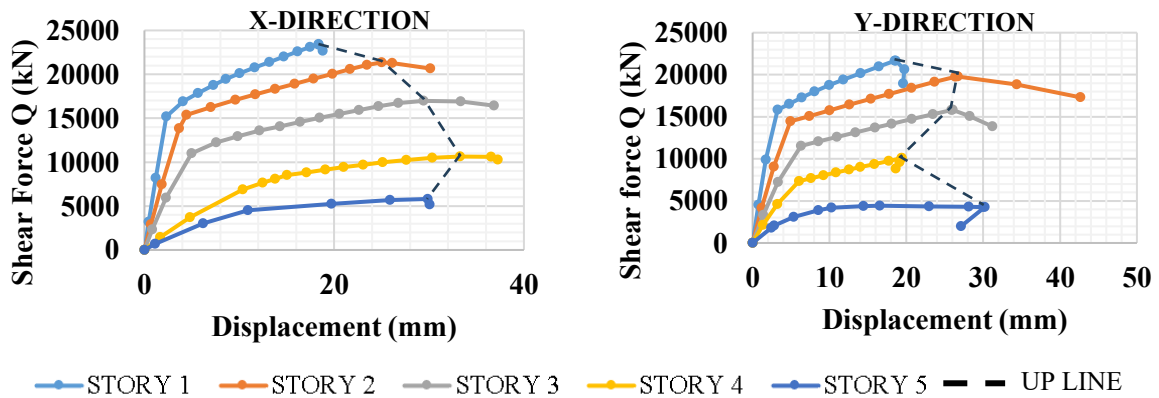 X-DIRECTION
Shear Force Q (kN)
25000
20000
15000
10000
5000
0
0 20 40
Displacement (mm)
Y-DIRECTION
Shear force Q (kN)
25000
20000
15000
10000
5000
0
0 10 20 30 40 50
Displacement (mm)
STORY 1 STORY 2 STORY 3 STORY 4 STORY 5 UP LINE